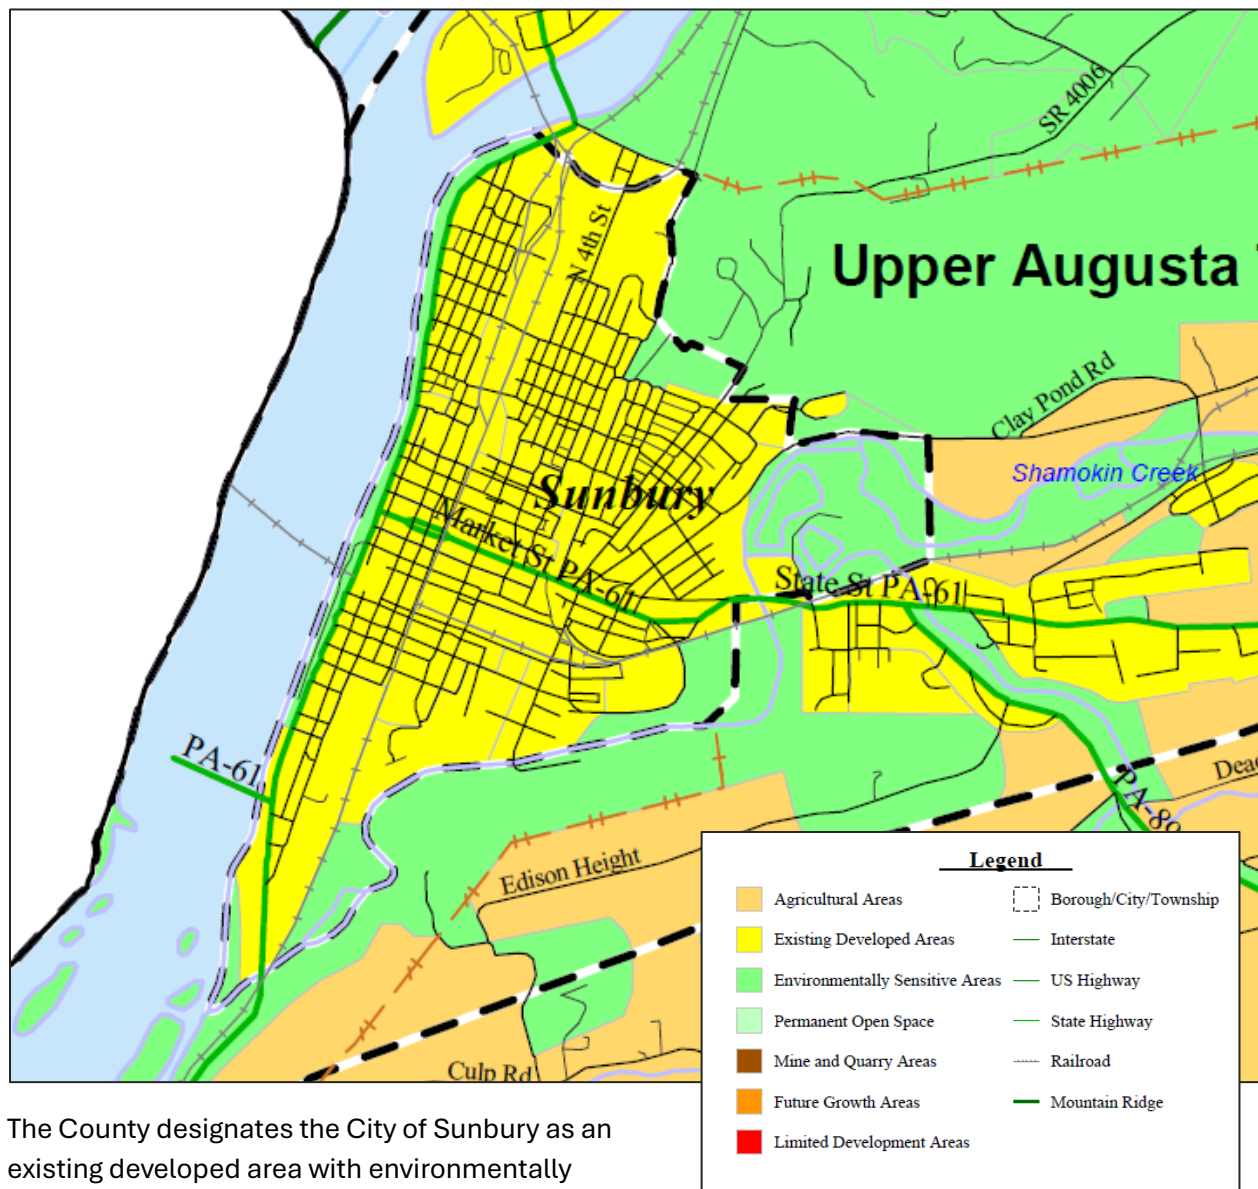 SR 4006
N 4th St
Upper Augusta
Clay Pond Rd
Shamokin Creek
Sunbury
Market St PA-61
State St PA-61
PA-61
PA-89
Edison Height
Culp Rd
Legend
Agricultural Areas
Existing Developed Areas
Environmentally Sensitive Areas
Permanent Open Space
Mine and Quarry Areas
Future Growth Areas
Limited Development Areas
Borough/City/Township
Interstate
US Highway
State Highway
Railroad
Mountain Ridge
The County designates the City of Sunbury as an
existing developed area with environmentally